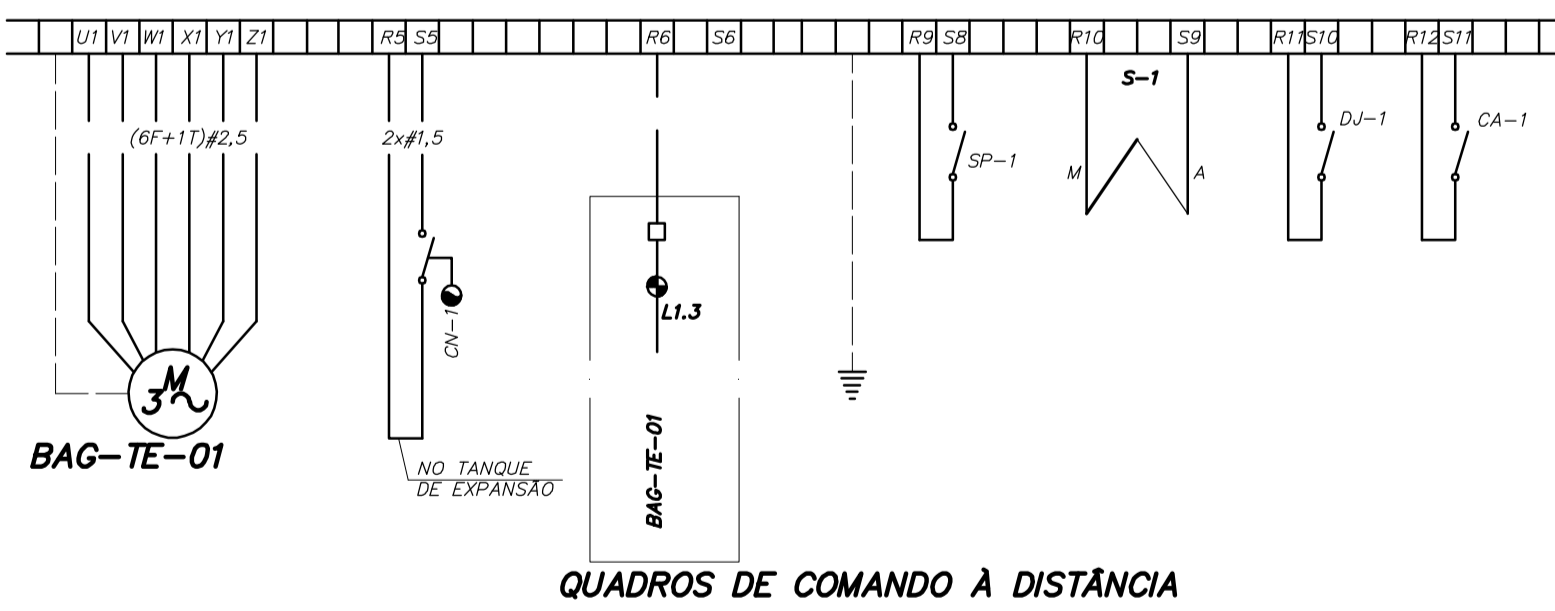 U1 V1 W1 X1 Y1 Z1 R5 S5 R6 S6 R9 S8 R10 S9 R11 S10 R12 S11
S-1
(6F+1T)#2,5
2x#1,5
SP-1
M
A
DJ-1
CA-1
CN-1
L1.3
M
3~
BAG-TE-01
NO TANQUE
DE EXPANSÃO
BAG-TE-01
QUADROS DE COMANDO À DISTÂNCIA